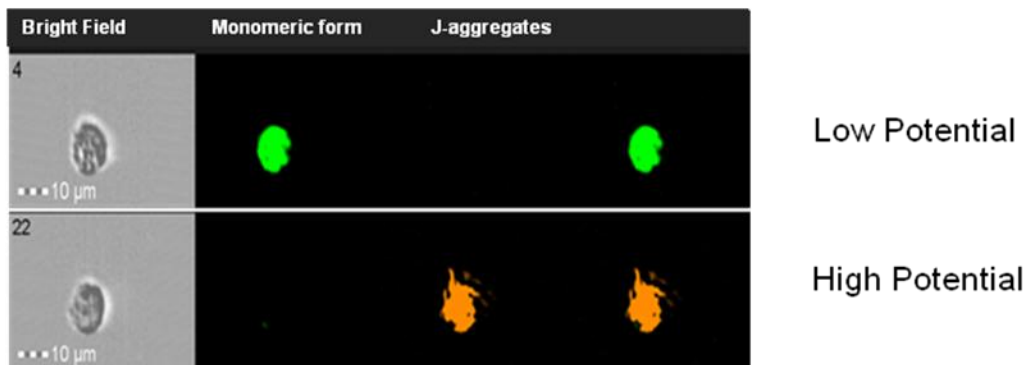 Bright Field Monomeric form J-aggregates
4
10 µm
Low Potential
22
10 µm
High Potential